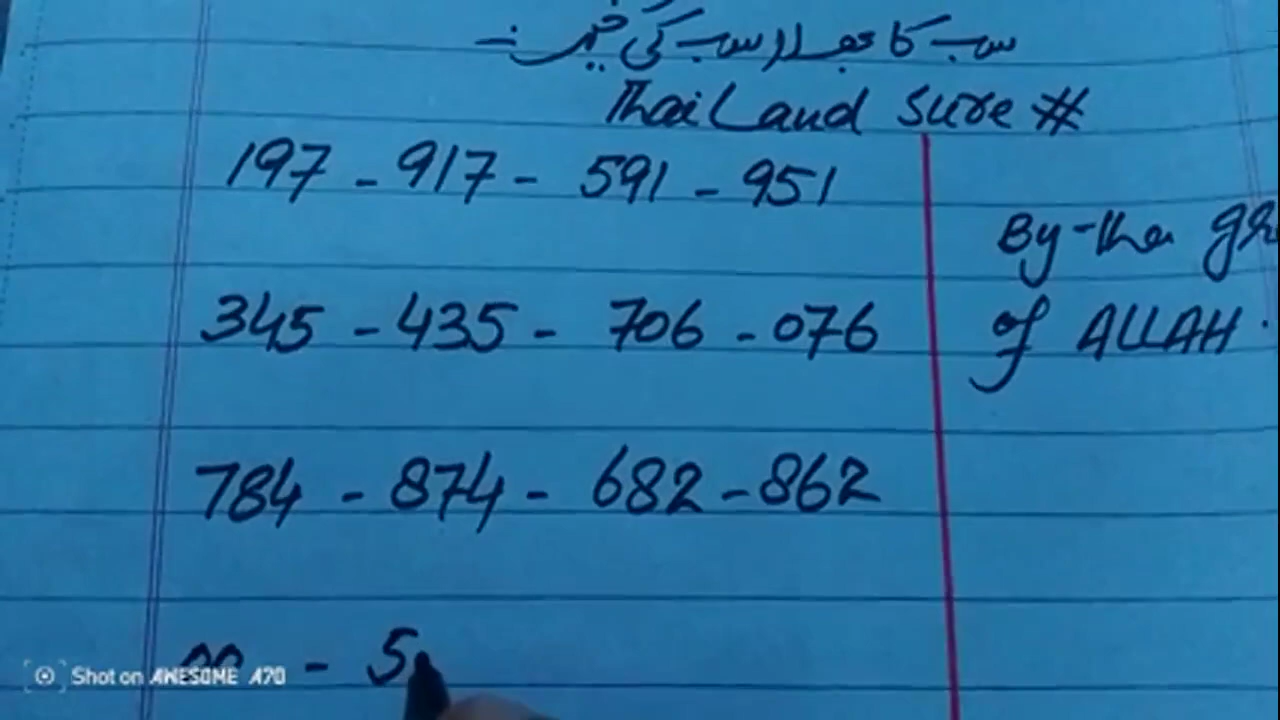 سب کا بھلا سب کی خیر :-
Thailand Sure #
197 - 917 - 591 - 951
By the
345 - 435 - 706 - 076
of ALLAH.
784 - 874 - 682 - 862
- 5
Shot on AWESOME A70